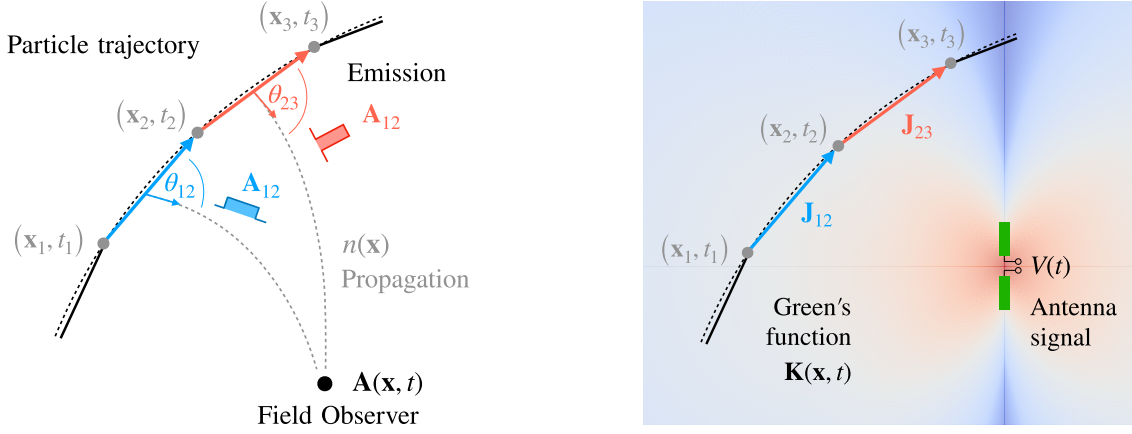 Particle trajectory
(x₃, t₃)
Emission
θ₂₃
A₁₂
(x₂, t₂)
θ₁₂
A₁₂
(x₁, t₁)
n(x)
Propagation
A(x, t)
Field Observer
(x₃, t₃)
(x₂, t₂)
J₂₃
J₁₂
(x₁, t₁)
V(t)
Green's
function
K(x, t)
Antenna
signal